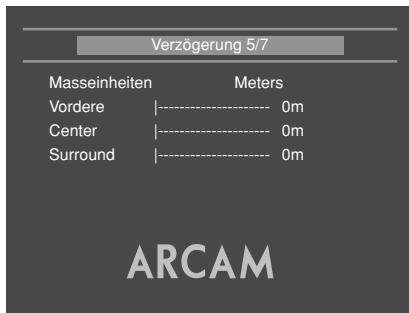 Verzögerung 5/7
Masseinheiten Meters
Vordere |-------------------- 0m
Center |-------------------- 0m
Surround |-------------------- 0m
ARCAM